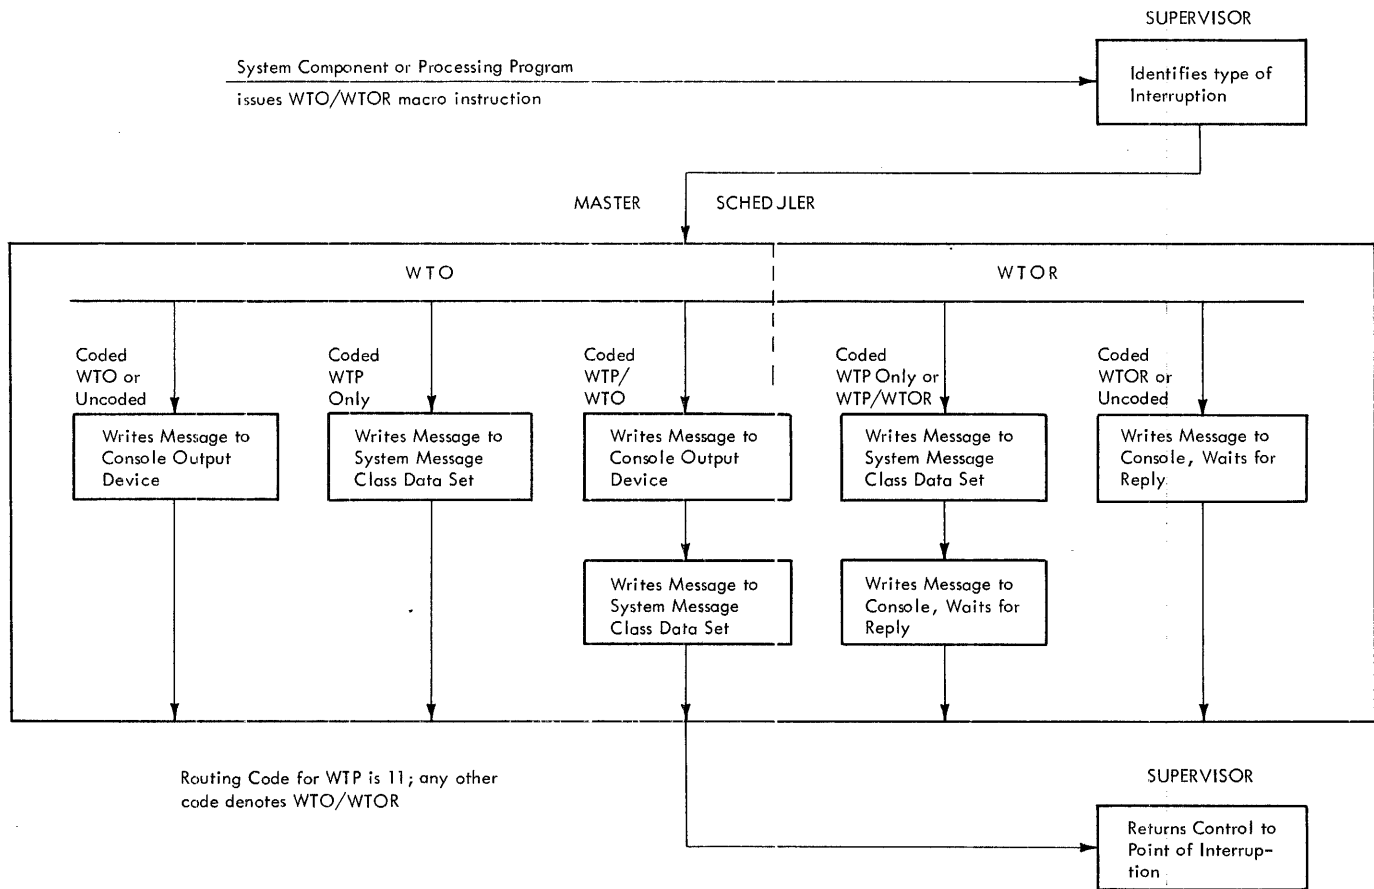 SUPERVISOR
System Component or Processing Program
issues WTO/WTOR macro instruction
Identifies type of
Interruption
MASTER SCHEDJLER
WTO
WTOR
Coded
WTO or
Uncoded
Coded
WTP
Only
Coded
WTP/
WTO
Coded
WTP Only or
WTP/WTOR
Coded
WTOR or
Uncoded
Writes Message to
Console Output
Device
Writes Message to
System Message
Class Data Set
Writes Message to
Console Output
Device
Writes Message to
System Message
Class Data Set
Writes Message to
Console, Waits for
Reply
Writes Message to
System Message
Class Data Set
Writes Message to
Console, Waits for
Reply
Routing Code for WTP is 11; any other
code denotes WTO/WTOR
SUPERVISOR
Returns Control to
Point of Interrup-
tion